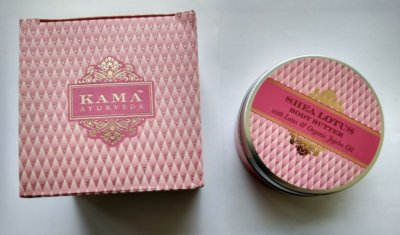 KAMA
AYURVEDA
SHEA LOTUS
BODY BUTTER
with Lotus & Organic Jojoba Oil